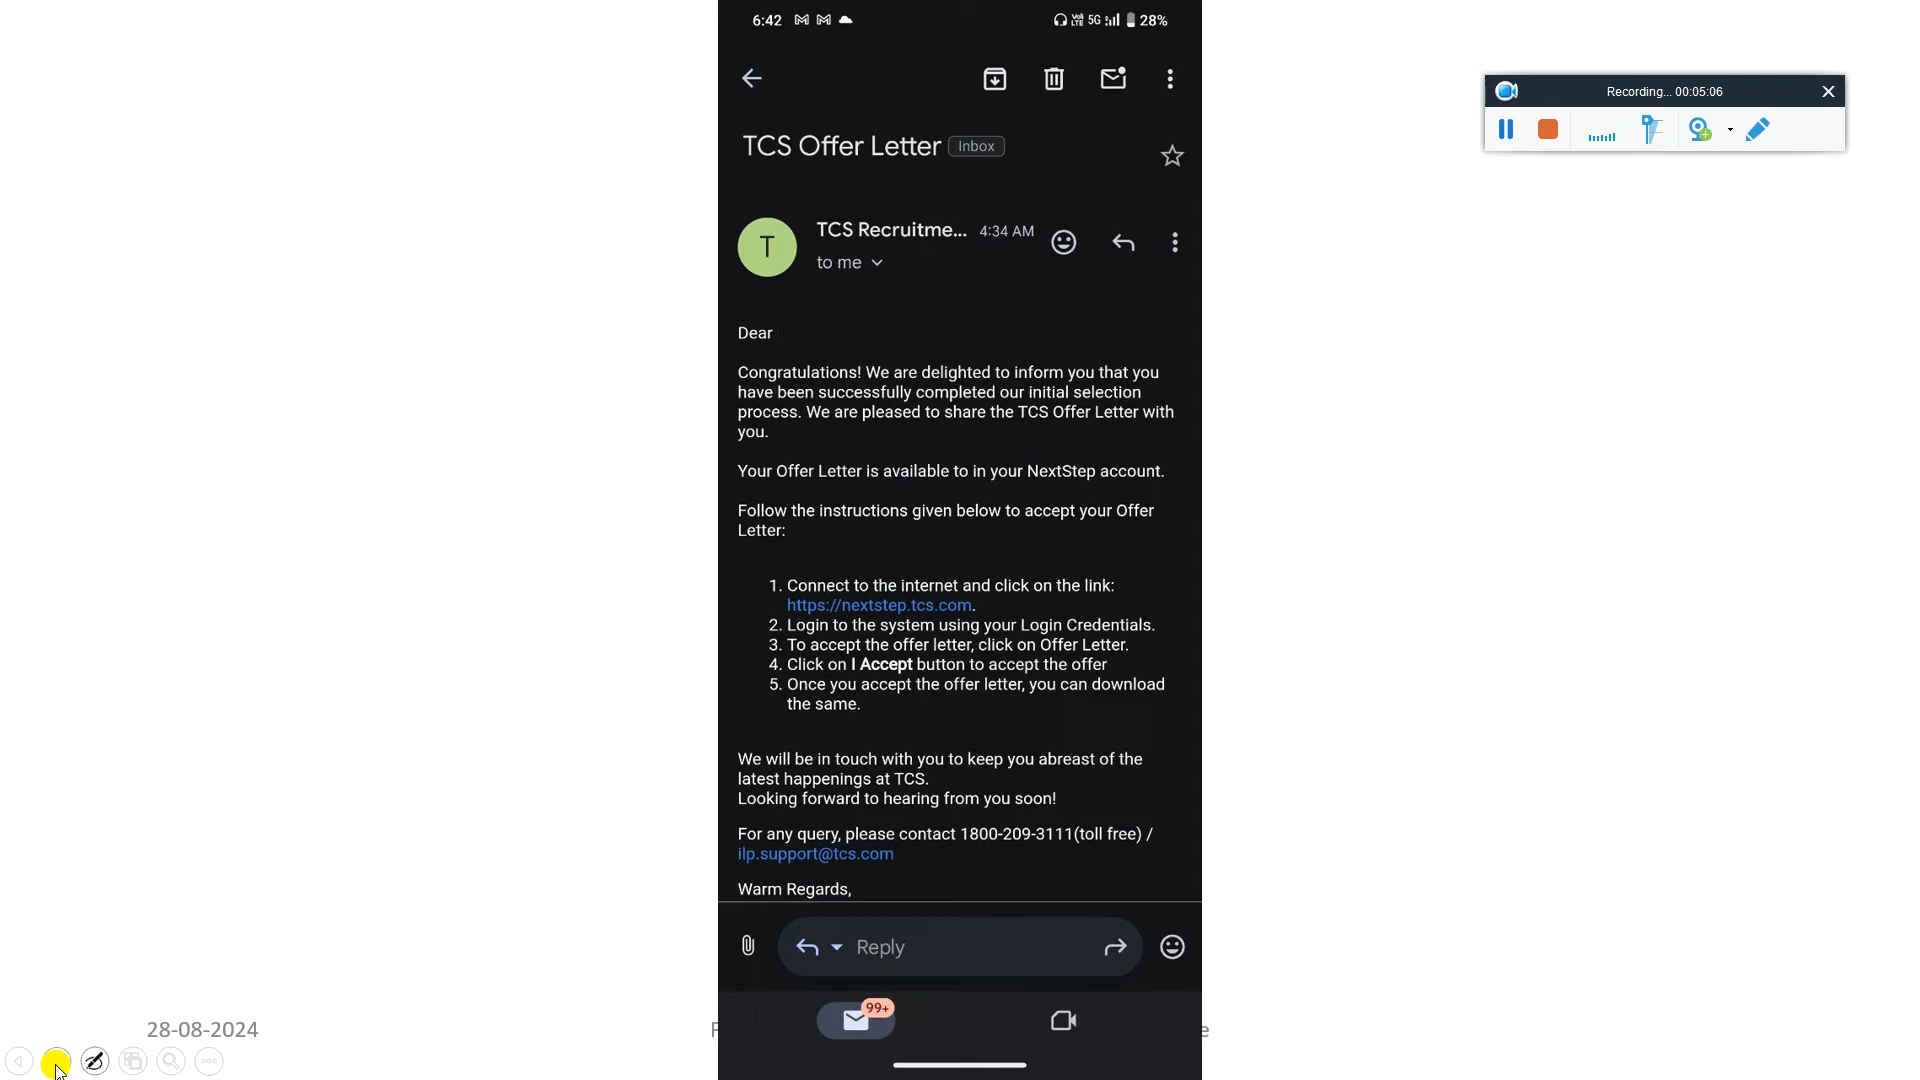 6:42 5G 28%
Recording... 00:05:06
TCS Offer Letter Inbox
T
TCS Recruitme... 4:34 AM
to me
Dear
Congratulations! We are delighted to inform you that you
have been successfully completed our initial selection
process. We are pleased to share the TCS Offer Letter with
you.
Your Offer Letter is available to in your NextStep account.
Follow the instructions given below to accept your Offer
Letter:
1. Connect to the internet and click on the link:
https://nextstep.tcs.com.
2. Login to the system using your Login Credentials.
3. To accept the offer letter, click on Offer Letter.
4. Click on I Accept button to accept the offer
5. Once you accept the offer letter, you can download
the same.
We will be in touch with you to keep you abreast of the
latest happenings at TCS.
Looking forward to hearing from you soon!
For any query, please contact 1800-209-3111(toll free) /
ilp.support@tcs.com
Warm Regards,
Reply
99+
28-08-2024